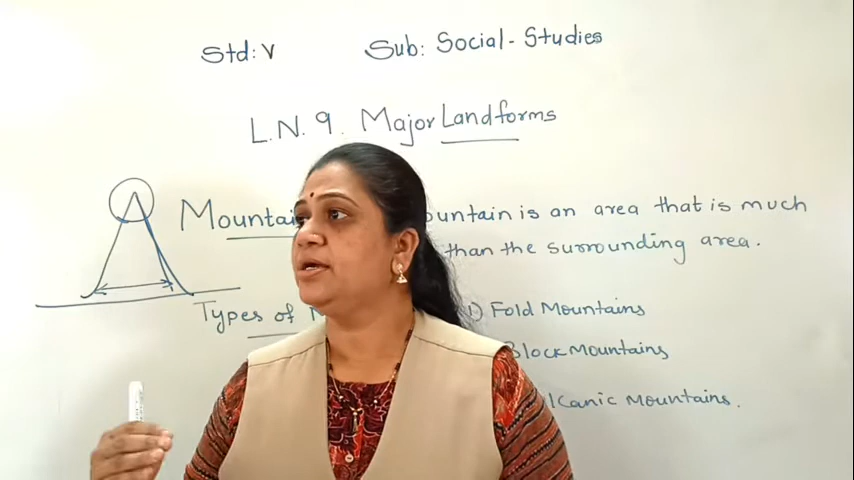 Std: V Sub: Social - Studies
L.N. 9. Major Landforms
Mountai untain is an area that is much
than the surrounding area.
Types of 1) Fold Mountains
Block Mountains
lcanic Mountains.